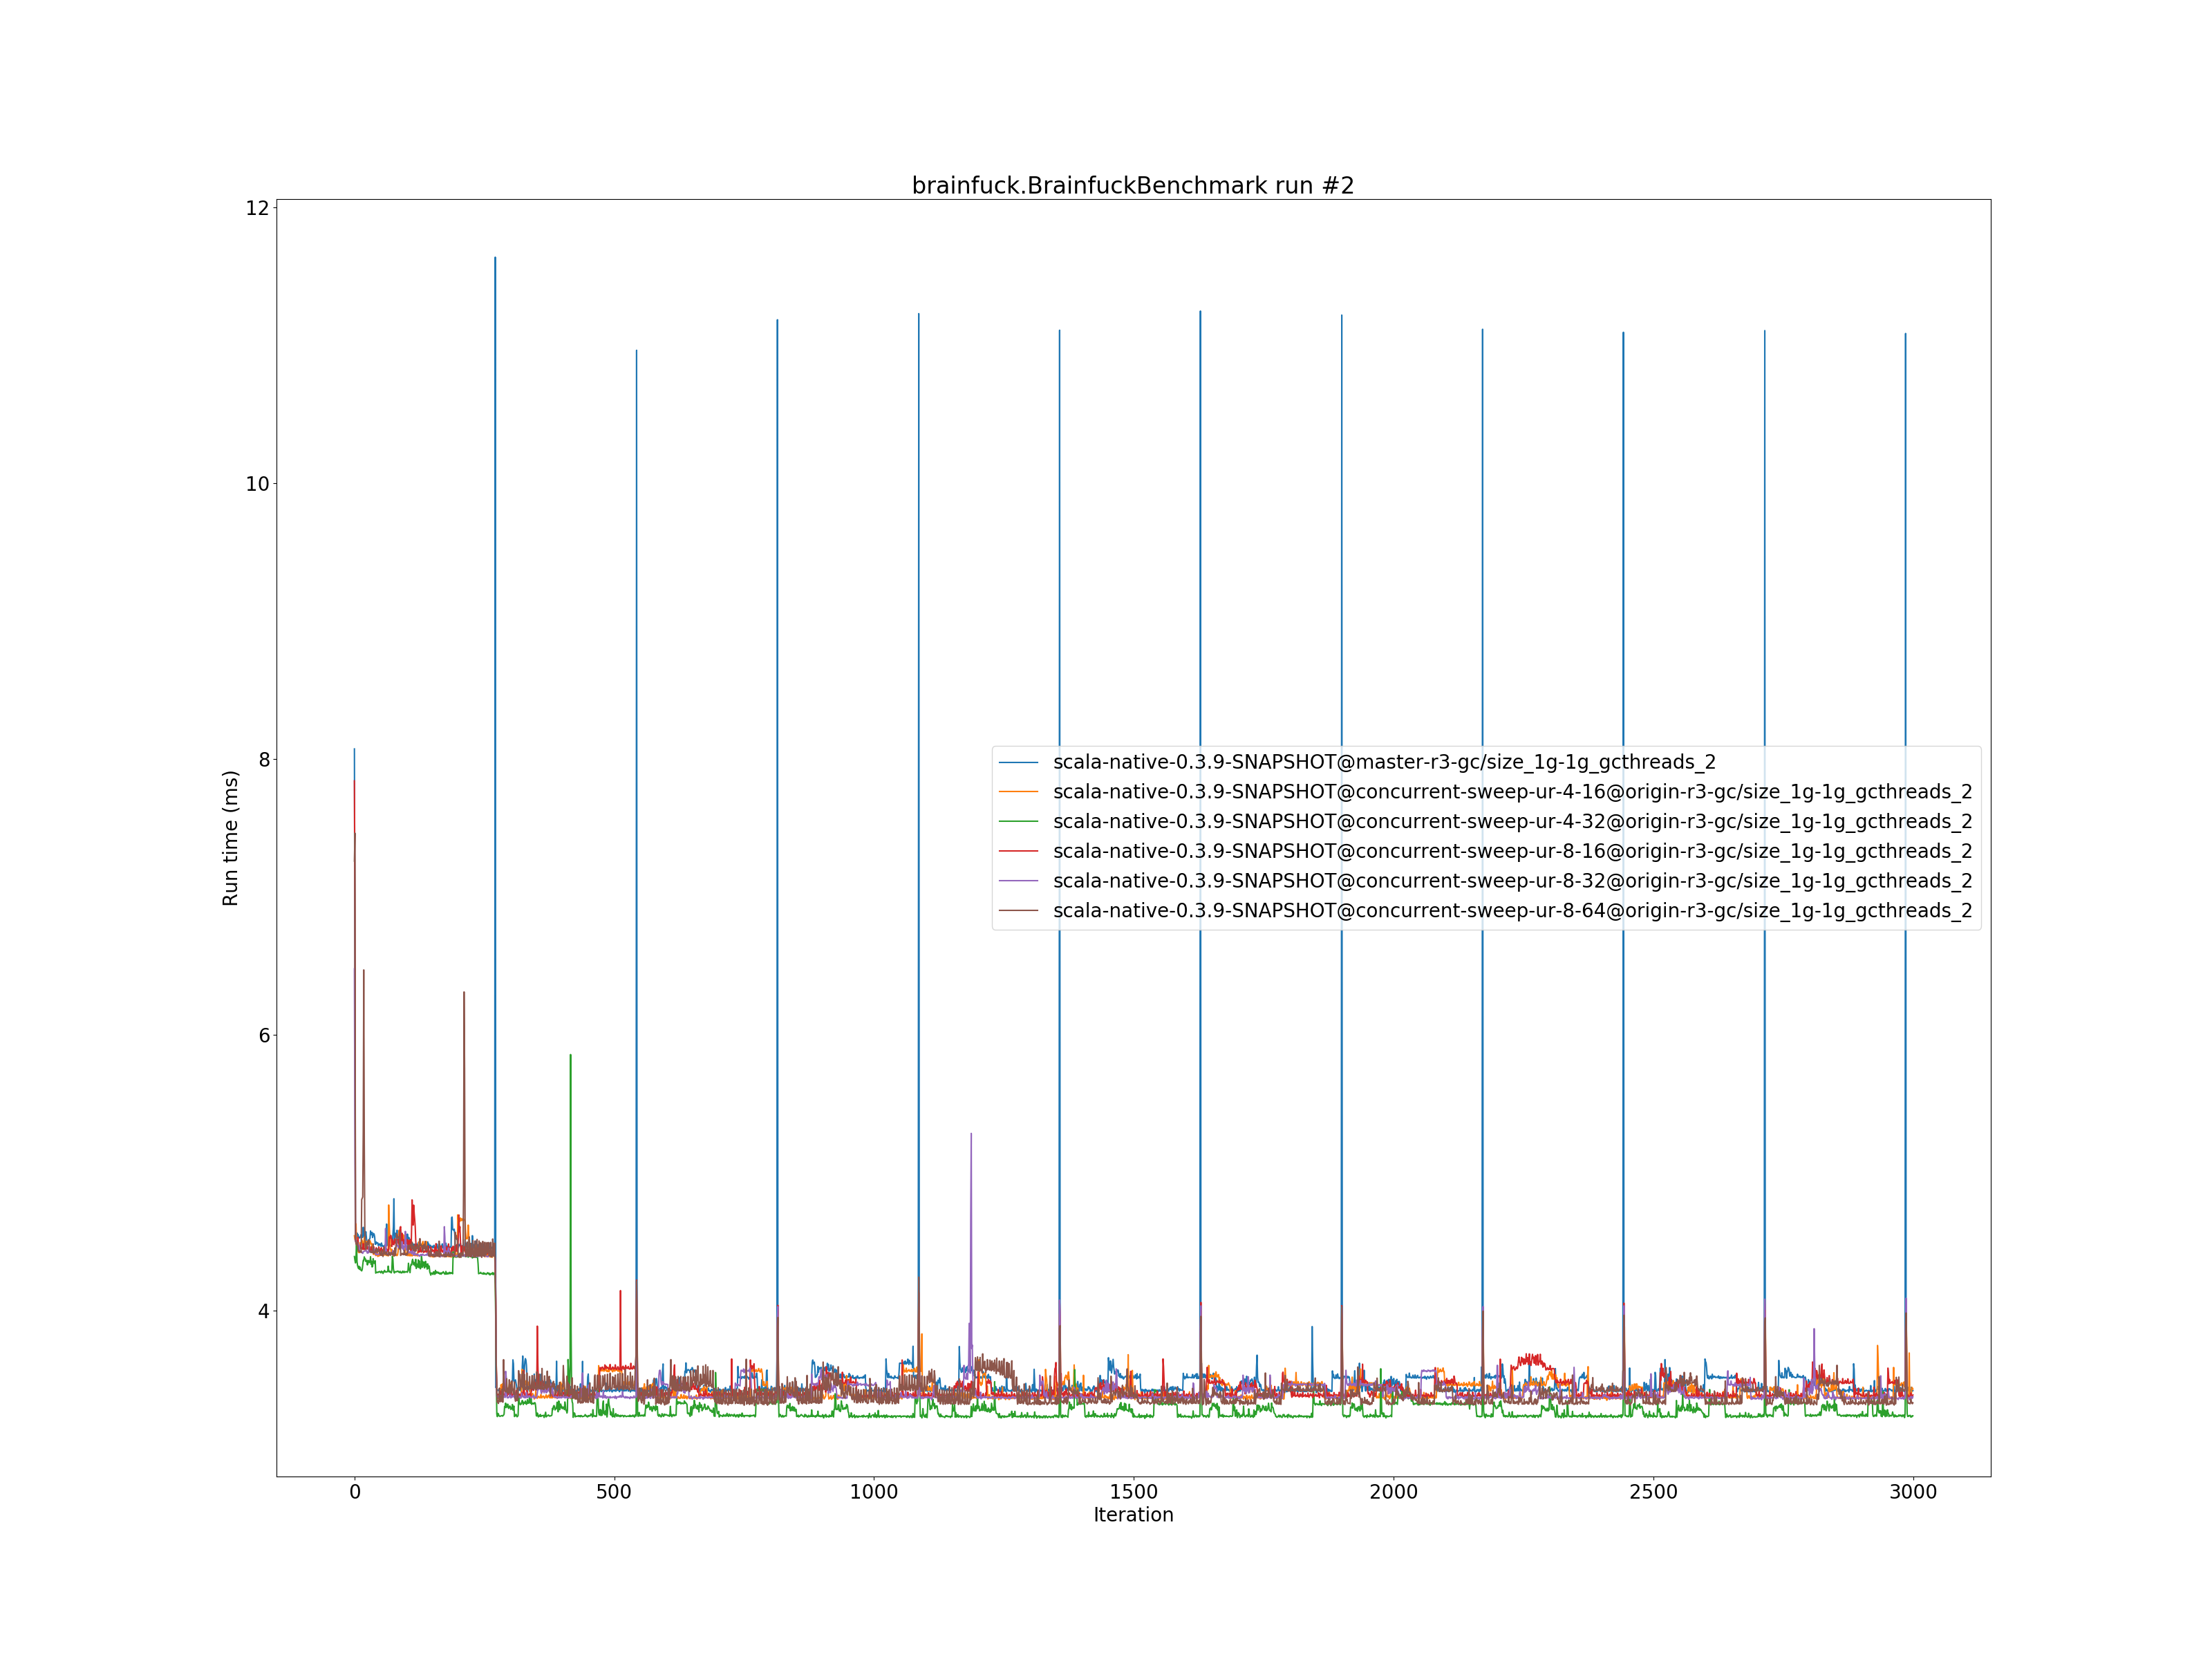 brainfuck.BrainfuckBenchmark run #2
12
10
8
6
4
Run time (ms)
scala-native-0.3.9-SNAPSHOT@master-r3-gc/size_1g-1g_gcthreads_2
scala-native-0.3.9-SNAPSHOT@concurrent-sweep-ur-4-16@origin-r3-gc/size_1g-1g_gcthreads_2
scala-native-0.3.9-SNAPSHOT@concurrent-sweep-ur-4-32@origin-r3-gc/size_1g-1g_gcthreads_2
scala-native-0.3.9-SNAPSHOT@concurrent-sweep-ur-8-16@origin-r3-gc/size_1g-1g_gcthreads_2
scala-native-0.3.9-SNAPSHOT@concurrent-sweep-ur-8-32@origin-r3-gc/size_1g-1g_gcthreads_2
scala-native-0.3.9-SNAPSHOT@concurrent-sweep-ur-8-64@origin-r3-gc/size_1g-1g_gcthreads_2
0 500 1000 1500 2000 2500 3000
Iteration